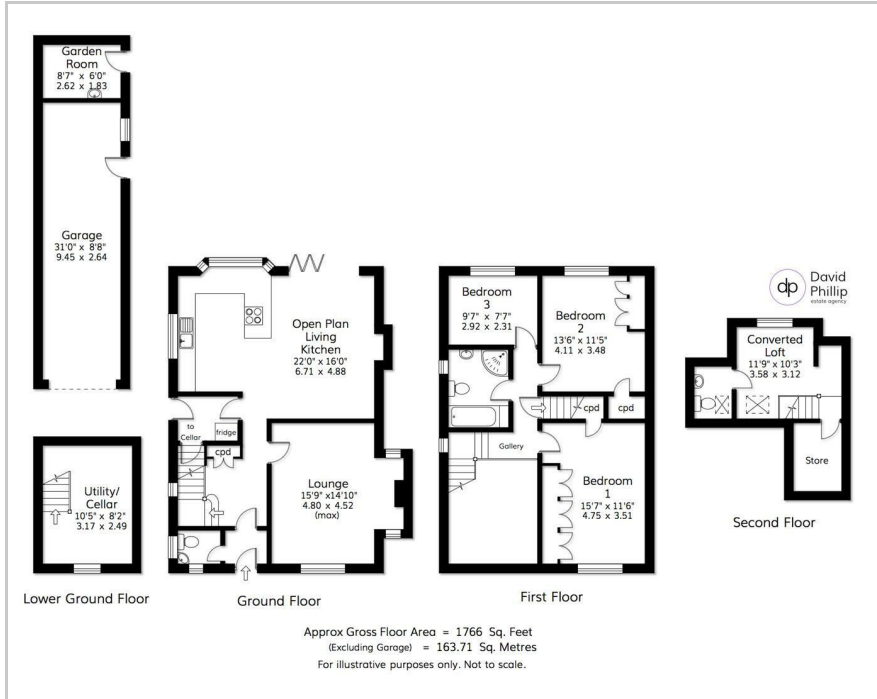 Garden
Room
8'7" x 6'0"
2.62 x 1.83
Garage
31'0" x 8'8"
9.45 x 2.64
Utility/
Cellar
10'5" x 8'2"
3.17 x 2.49
Lower Ground Floor
Open Plan
Living
Kitchen
22'0" x 16'0"
6.71 x 4.88
to
Cellar
fridge
cpd
Lounge
15'9" x14'10"
4.80 x 4.52
(max)
Ground Floor
Bedroom
3
9'7" x 7'7"
2.92 x 2.31
Bedroom
2
13'6" x 11'5"
4.11 x 3.48
cpd
cpd
Gallery
Bedroom
1
15'7" x 11'6"
4.75 x 3.51
First Floor
dp
David
Phillip
estate agency
Converted
Loft
11'9" x 10'3"
3.58 x 3.12
Store
Second Floor
Approx Gross Floor Area = 1766 Sq. Feet
(Excluding Garage) = 163.71 Sq. Metres
For illustrative purposes only. Not to scale.